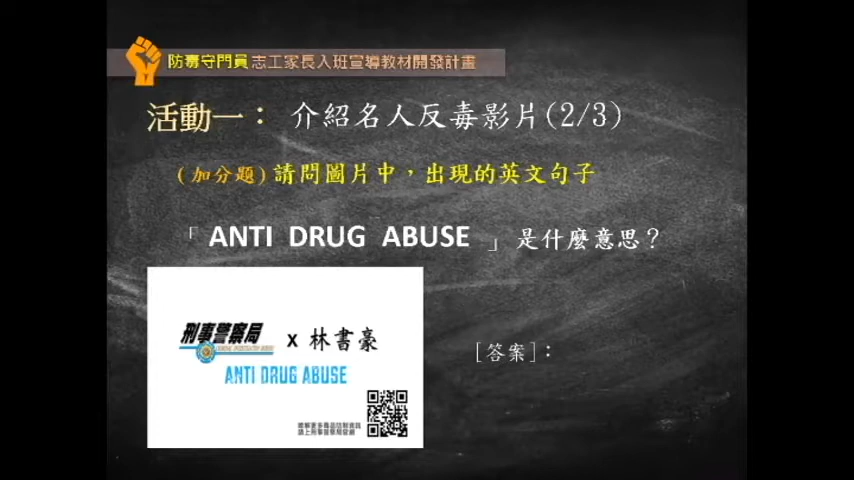 防毒守門員 志工家長入班宣導教材開發計畫
活動一： 介紹名人反毒影片(2/3)
(加分題)請問圖片中，出現的英文句子
「 ANTI DRUG ABUSE 」是什麼意思？
刑事警察局 x 林書豪
ANTI DRUG ABUSE
[答案]：